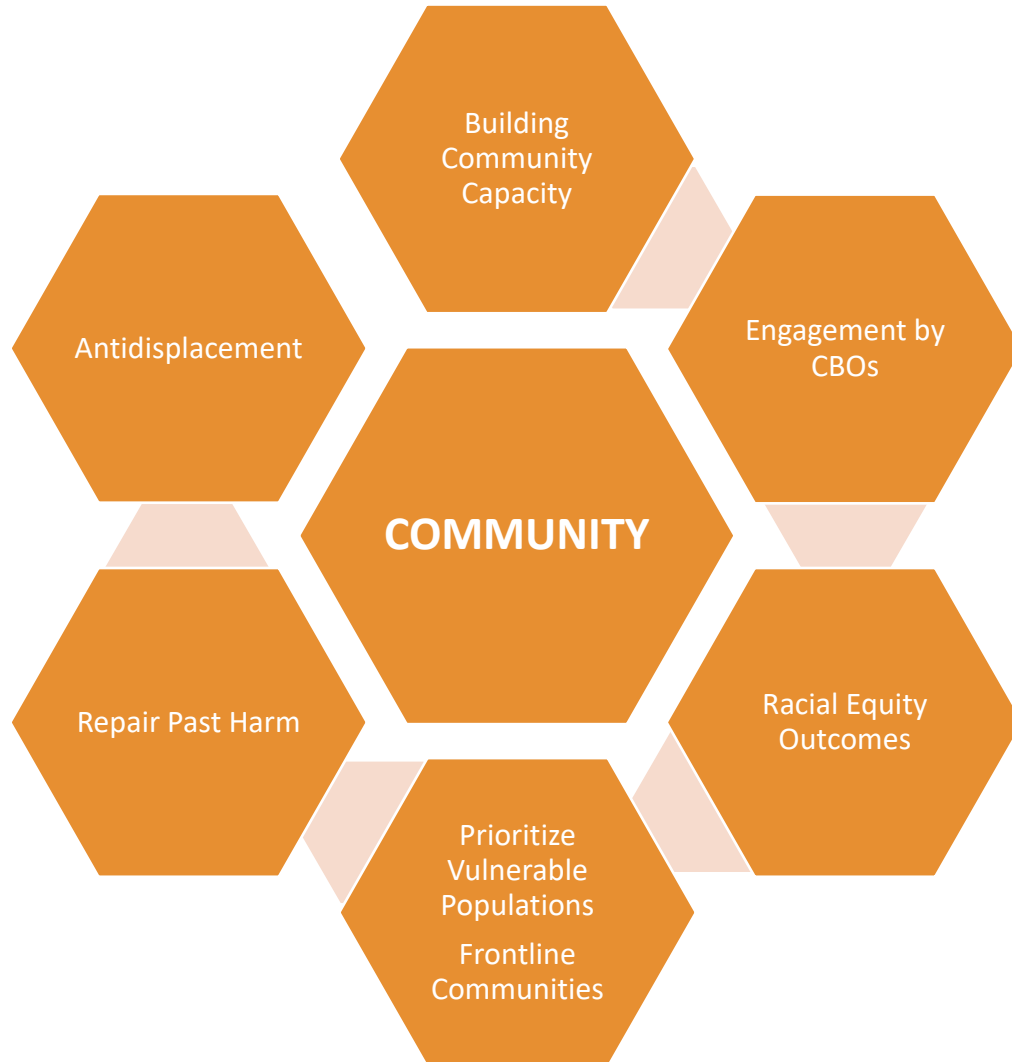 Building
Community
Capacity
Engagement by
CBOs
Antidisplacement
COMMUNITY
Racial Equity
Outcomes
Repair Past Harm
Prioritize
Vulnerable
Populations
Frontline
Communities